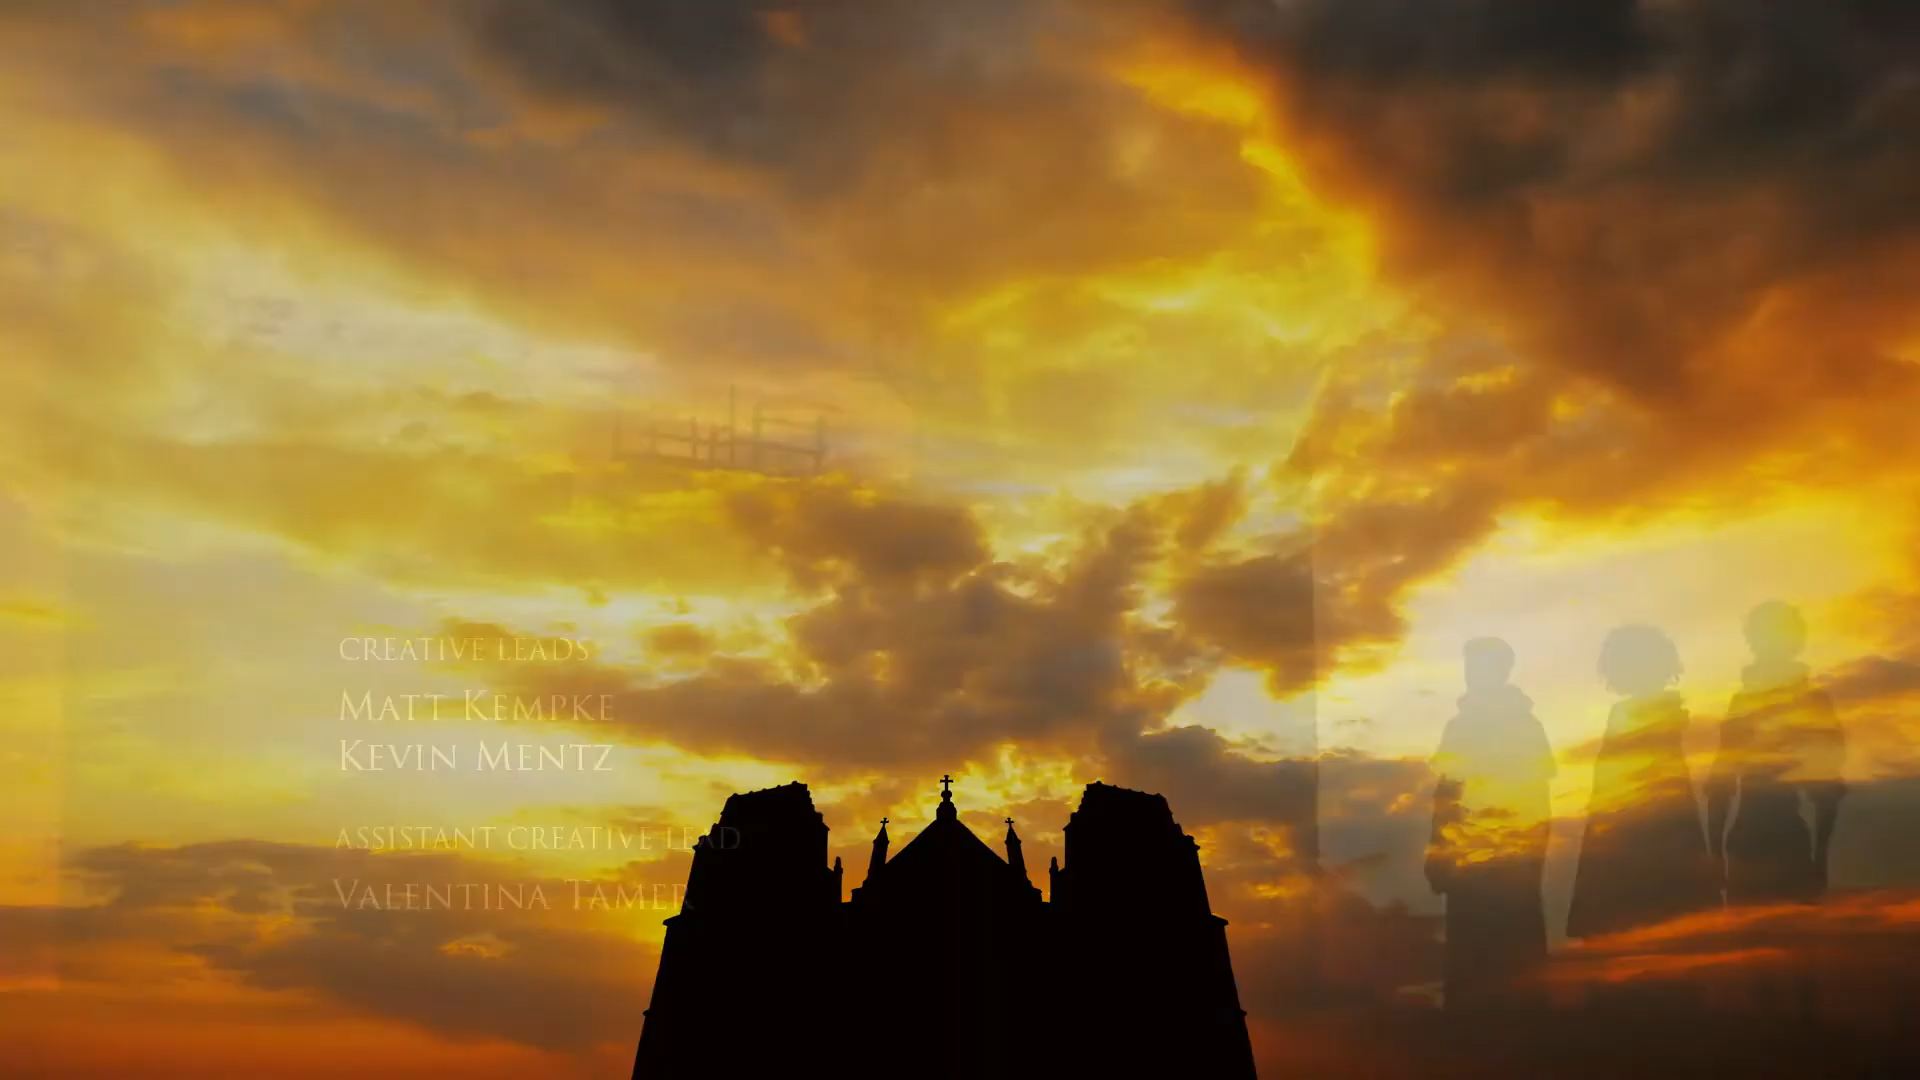 CREATIVE LEADS
MATT KEMPKE
KEVIN MENTZ
ASSISTANT CREATIVE LEAD
VALENTINA TAMER